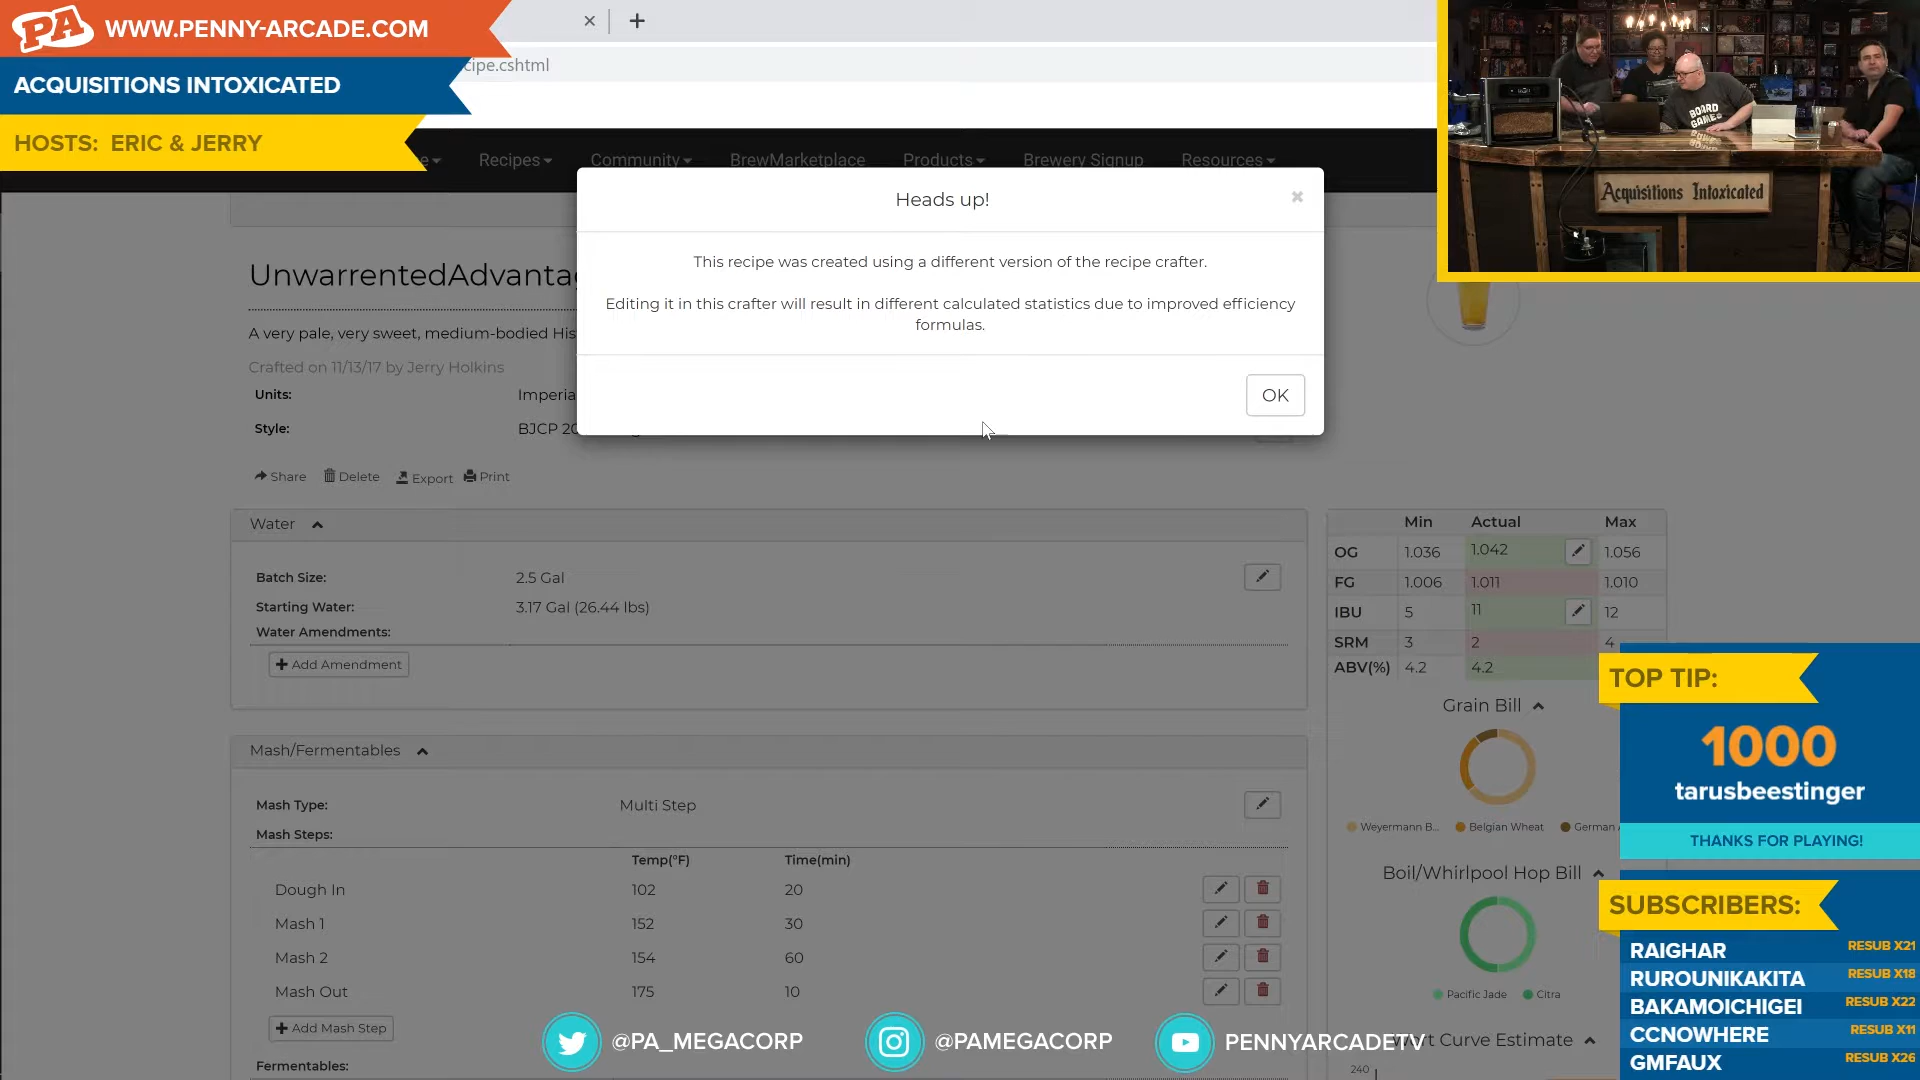 PA WWW.PENNY-ARCADE.COM
ACQUISITIONS INTOXICATED
HOSTS: ERIC & JERRY
cipe.cshtml
Recipes
Community
BrewMarketplace
Products
Brewery Signup
Resources
Heads up!
This recipe was created using a different version of the recipe crafter.
Editing it in this crafter will result in different calculated statistics due to improved efficiency
formulas.
OK
BOARD
GAMES
Acquisitions Intoxicated
UnwarrentedAdvanta
A very pale, very sweet, medium-bodied His
Crafted on 11/13/17 by Jerry Holkins
Units: Imperia
Style: BJCP 20
Share Delete Export Print
Water
Batch Size: 2.5 Gal
Starting Water: 3.17 Gal (26.44 lbs)
Water Amendments:
Add Amendment
Mash/Fermentables
Mash Type: Multi Step
Mash Steps:
Temp(°F) Time(min)
Dough In 102 20
Mash 1 152 30
Mash 2 154 60
Mash Out 175 10
Add Mash Step
Fermentables:
Min Actual Max
OG 1.036 1.042 1.056
FG 1.006 1.011 1.010
IBU 5 11 12
SRM 3 2 4
ABV(%) 4.2 4.2
Grain Bill
Weyermann B... Belgian Wheat German
Boil/Whirlpool Hop Bill
Pacific Jade Citra
rt Curve Estimate
240
TOP TIP:
1000
tarusbeestinger
THANKS FOR PLAYING!
SUBSCRIBERS:
RAIGHAR RESUB X21
RUROUNIKAKITA RESUB X18
BAKAMOICHIGEI RESUB X22
CCNOWHERE RESUB X11
GMFAUX RESUB X26
@PA_MEGACORP
@PAMEGACORP
PENNYARCADETV